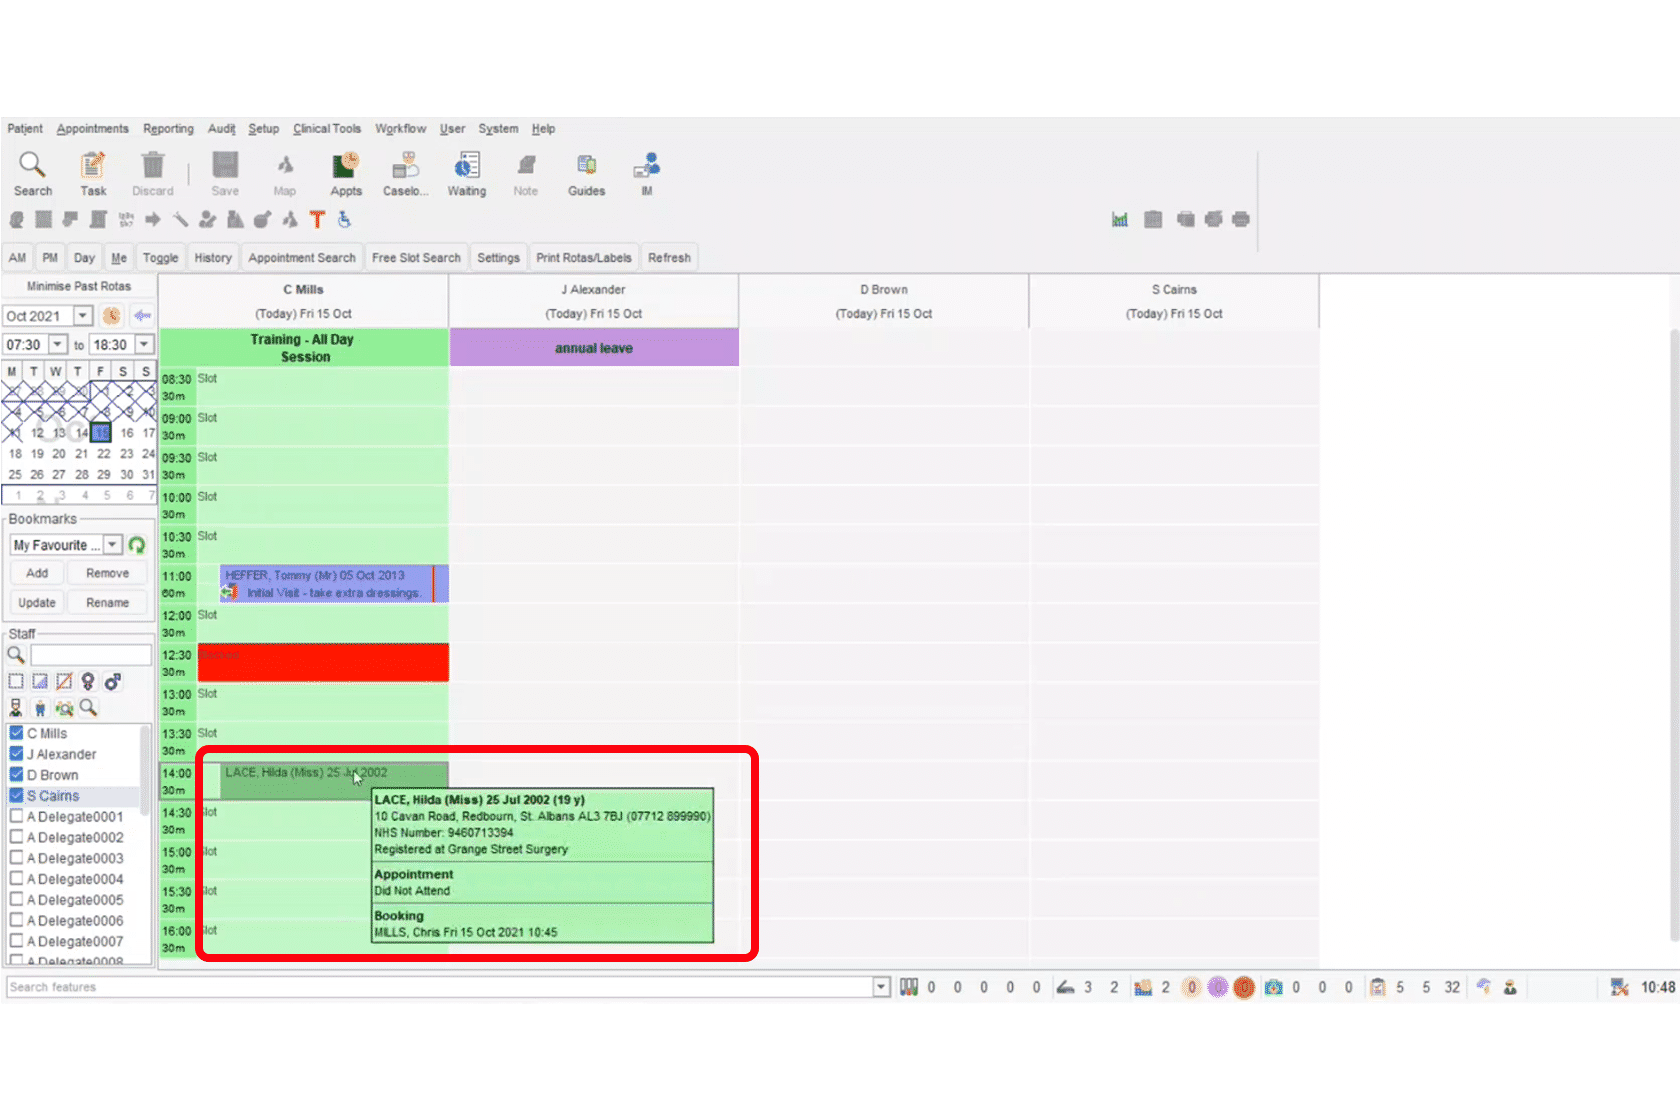 Patient Appointments Reporting Audit Setup Clinical Tools Workflow User System Help
Search Task Discard Save Map Appts Caselo... Waiting Note Guides IM
AM PM Day Me Toggle History Appointment Search Free Slot Search Settings Print Rotas/Labels Refresh
Minimise Past Rotas
Oct 2021
07:30 to 18:30
M T W T F S S
12 13 14 15 16 17
18 19 20 21 22 23 24
25 26 27 28 29 30 31
1 2 3 4 5 6 7
Bookmarks
My Favourite ...
Add Remove
Update Rename
Staff
C Mills
J Alexander
D Brown
S Cairns
A Delegate0001
A Delegate0002
A Delegate0003
A Delegate0004
A Delegate0005
A Delegate0006
A Delegate0007
A Delegate0008
C Mills
(Today) Fri 15 Oct
J Alexander
(Today) Fri 15 Oct
D Brown
(Today) Fri 15 Oct
S Cairns
(Today) Fri 15 Oct
Training - All Day
Session
annual leave
08:30 Slot
30m
09:00 Slot
30m
09:30 Slot
30m
10:00 Slot
30m
10:30 Slot
30m
11:00 HEFFER, Tommy (Mr) 05 Oct 2013
60m Initial Visit - take extra dressings.
12:00 Slot
30m
12:30
30m
13:00 Slot
30m
13:30 Slot
30m
14:00 LACE, Hilda (Miss) 25 Jul 2002
30m
14:30 Slot
30m
15:00 Slot
30m
15:30 Slot
30m
16:00 Slot
30m
LACE, Hilda (Miss) 25 Jul 2002 (19 y)
10 Cavan Road, Redbourn, St. Albans AL3 7BJ (07712 899990)
NHS Number: 9460713394
Registered at Grange Street Surgery
Appointment
Did Not Attend
Booking
MILLS, Chris Fri 15 Oct 2021 10:45
Search features
0 0 0 0 0 3 2 2 0 0 0 0 0 0 5 5 32 10:48